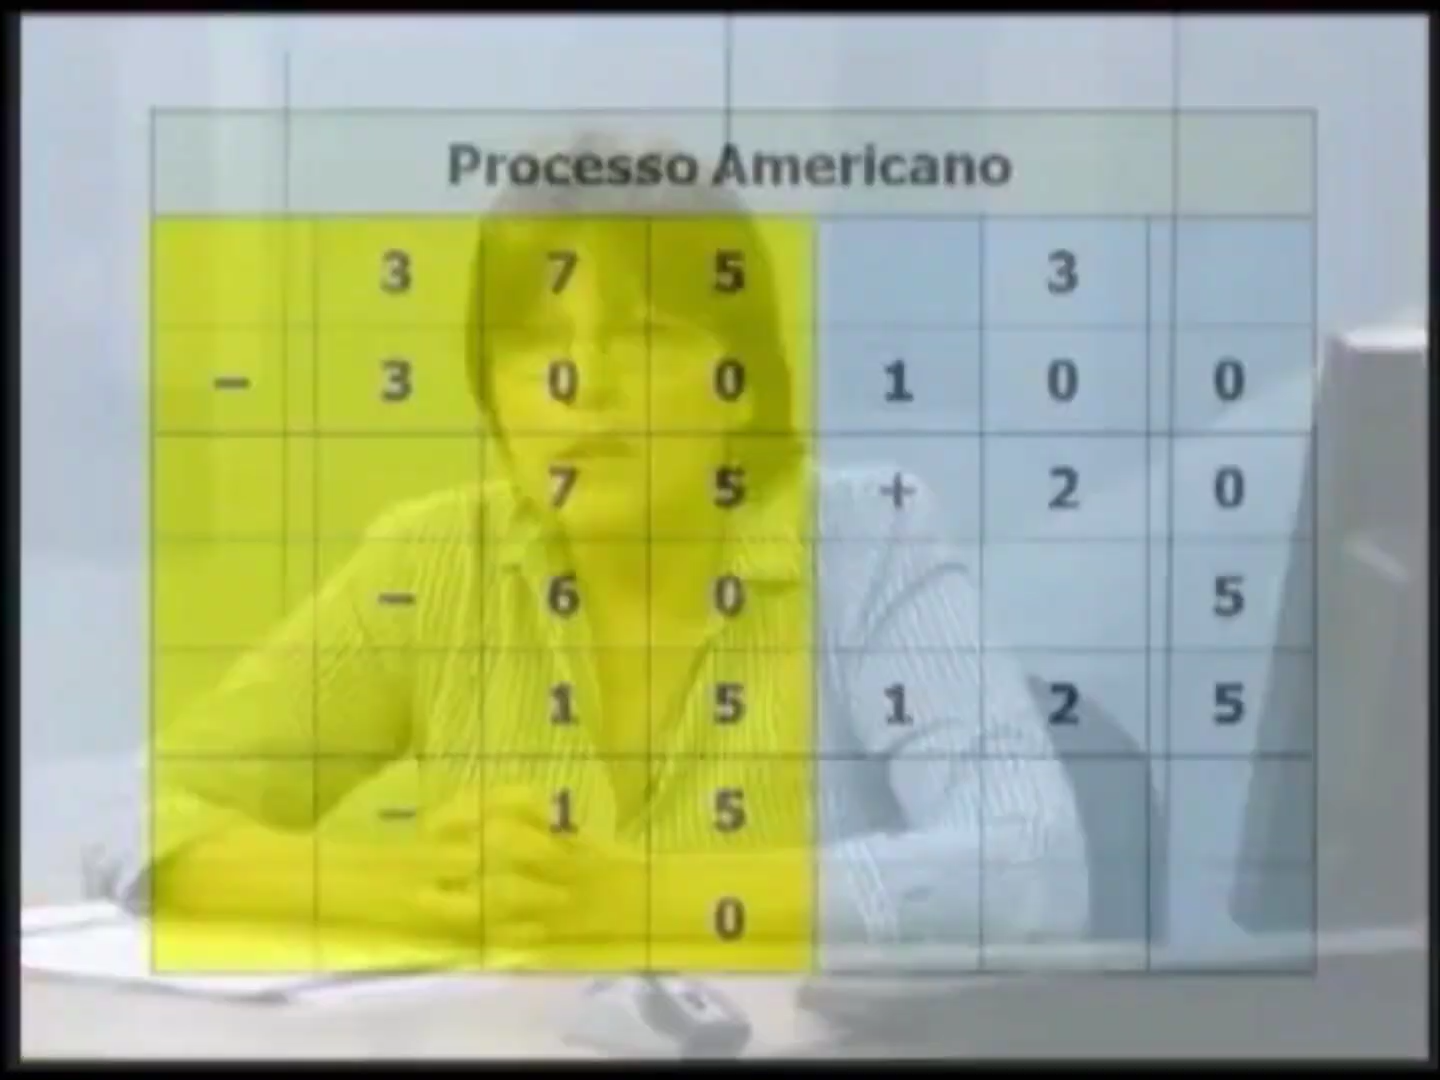 Processo Americano
3 7 5 3
− 3 0 0 1 0 0
7 5 + 2 0
− 6 0 5
1 5 1 2 5
− 1 5
0